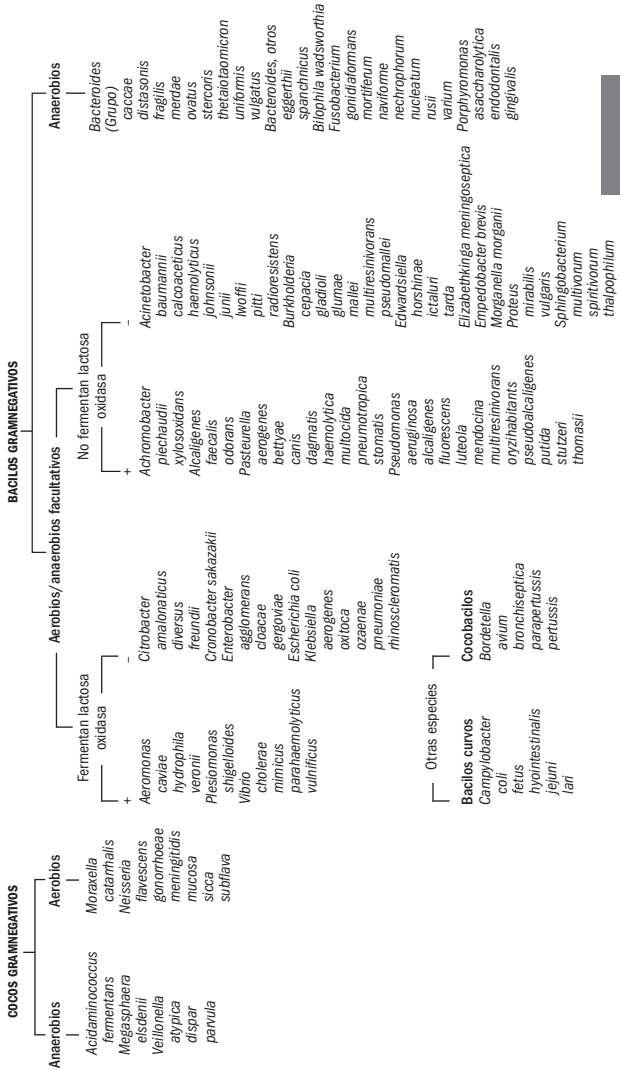 COCOS GRAMNEGATIVOS
Anaerobios
Acidaminococcus
fermentans
Megasphaera
elsdenii
Veillonella
atypica
dispar
parvula
Aerobios
Moraxella
catarrhalis
Neisseria
flavescens
gonorrhoeae
meningitidis
mucosa
sicca
subflava
BACILOS GRAMNEGATIVOS
Aerobios/anaerobios facultativos
Fermentan lactosa
oxidasa
+
Aeromonas
caviae
hydrophila
veronii
Plesiomonas
shigelloides
Vibrio
cholerae
mimicus
parahaemolyticus
vulnificus
–
Citrobacter
amalonaticus
diversus
freundii
Cronobacter sakazakii
Enterobacter
agglomerans
cloacae
gergoviae
Escherichia coli
Klebsiella
aerogenes
oxitoca
ozaenae
pneumoniae
rhinoscleromatis
No fermentan lactosa
oxidasa
+
Achromobacter
piechaudii
xylosoxidans
Alcaligenes
faecalis
odorans
Pasteurella
aerogenes
bettyae
canis
dagmatis
haemolytica
multocida
pneumotropica
stomatis
Pseudomonas
aeruginosa
alcaligenes
fluorescens
luteola
mendocina
multiresinivorans
oryzihabitants
pseudoalcaligenes
putida
stutzeri
thomasii
–
Acinetobacter
baumannii
calcoaceticus
haemolyticus
johnsonii
junii
lwoffii
pitti
radioresistens
Burkholderia
cepacia
gladioli
glumae
mallei
multiresinivorans
pseudomallei
Edwardsiella
horshinae
ictaluri
tarda
Elizabethkinga meningoseptica
Empedobacter brevis
Morganella morganii
Proteus
mirabilis
vulgaris
Sphingobacterium
multivorum
spiritivorum
thalpophilum
Anaerobios
Bacteroides
(Grupo)
caccae
distasonis
fragilis
merdae
ovatus
stercoris
thetaiotaomicron
uniformis
vulgatus
Bacteroides, otros
eggerthii
spanchnicus
Bilophila wadsworthia
Fusobacterium
gonidiaformans
mortiferum
naviforme
nechrophorum
nucleatum
rusii
varium
Porphyromonas
asaccharolytica
endodontalis
gingivalis
Otras especies
Bacilos curvos
Campylobacter
coli
fetus
hyointestinalis
jejuni
lari
Cocobacilos
Bordetella
avium
bronchiseptica
parapertussis
pertussis